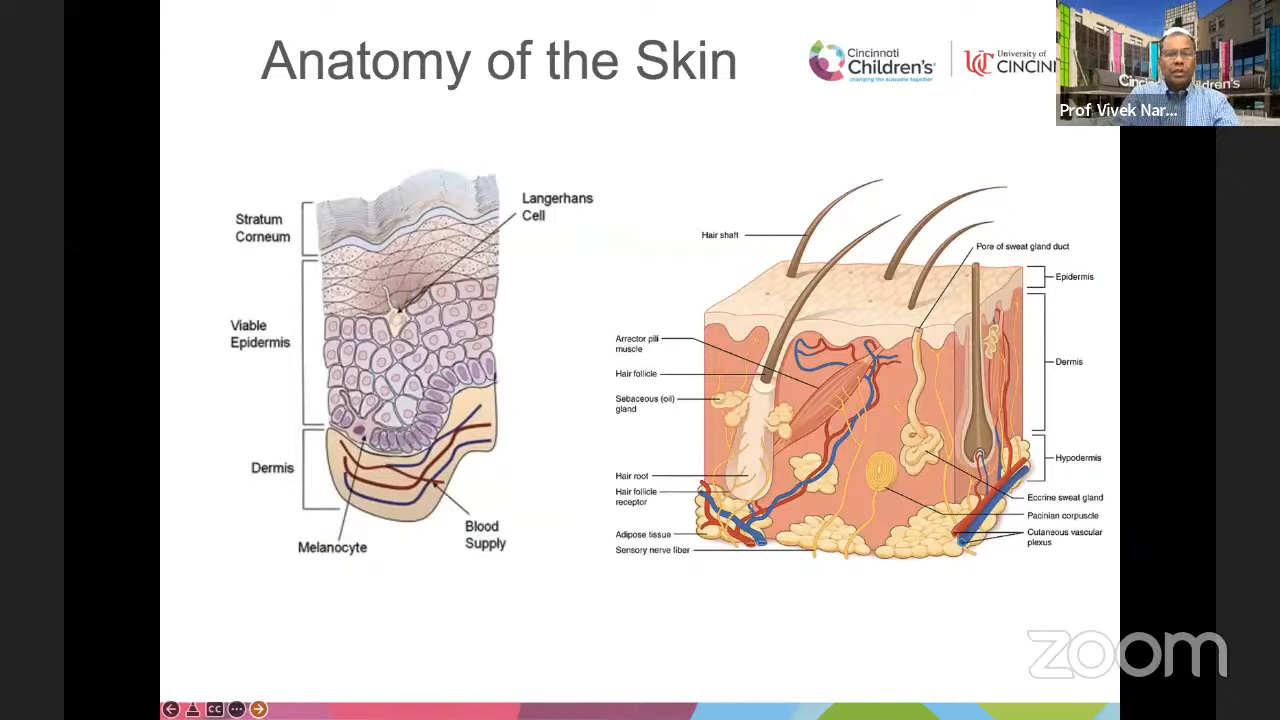 Anatomy of the Skin
Cincinnati
Children's
changing the outcome together
University of
CINCINN
Prof Vivek Nar...
Stratum
Corneum
Viable
Epidermis
Dermis
Langerhans
Cell
Melanocyte
Blood
Supply
Hair shaft
Arrector pili
muscle
Hair follicle
Sebaceous (oil)
gland
Hair root
Hair follicle
receptor
Adipose tissue
Sensory nerve fiber
Pore of sweat gland duct
Epidermis
Dermis
Hypodermis
Eccrine sweat gland
Pacinian corpuscle
Cutaneous vascular
plexus
zoom
CC